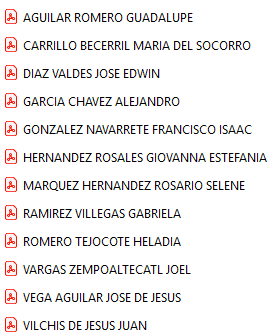 AGUILAR ROMERO GUADALUPE
CARRILLO BECERRIL MARIA DEL SOCORRO
DIAZ VALDES JOSE EDWIN
GARCIA CHAVEZ ALEJANDRO
GONZALEZ NAVARRETE FRANCISCO ISAAC
HERNANDEZ ROSALES GIOVANNA ESTEFANIA
MARQUEZ HERNANDEZ ROSARIO SELENE
RAMIREZ VILLEGAS GABRIELA
ROMERO TEJOCOTE HELADIA
VARGAS ZEMPOALTECATL JOEL
VEGA AGUILAR JOSE DE JESUS
VILCHIS DE JESUS JUAN